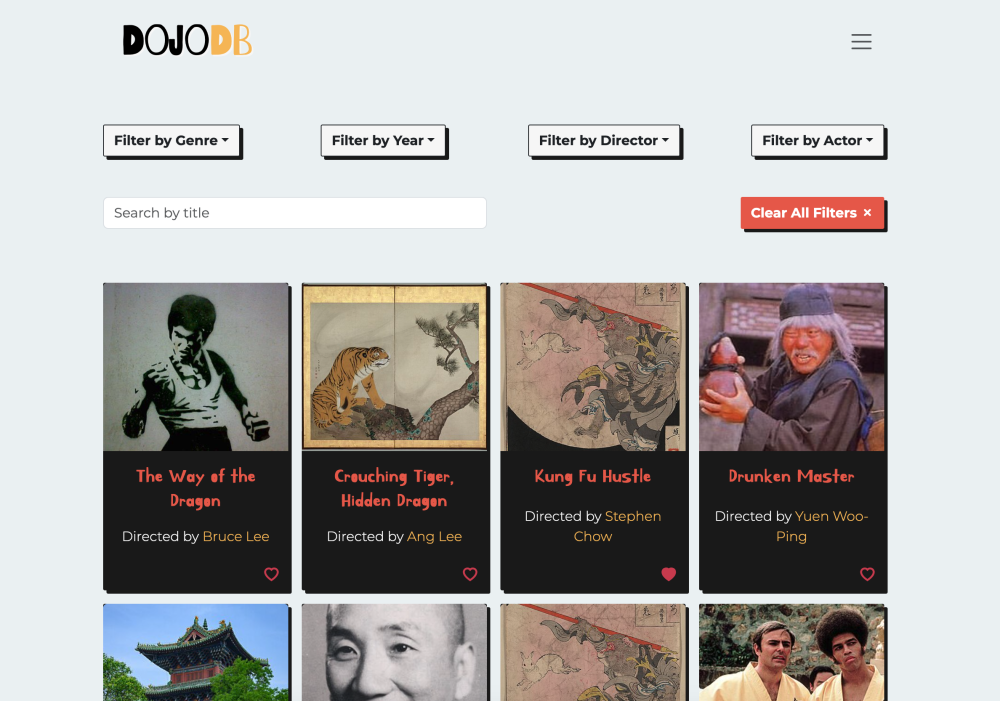 DOJODB
Filter by Genre
Filter by Year
Filter by Director
Filter by Actor
Search by title
Clear All Filters ×
The Way of the
Dragon
Directed by Bruce Lee
Crouching Tiger,
Hidden Dragon
Directed by Ang Lee
Kung Fu Hustle
Directed by Stephen
Chow
Drunken Master
Directed by Yuen Woo-
Ping